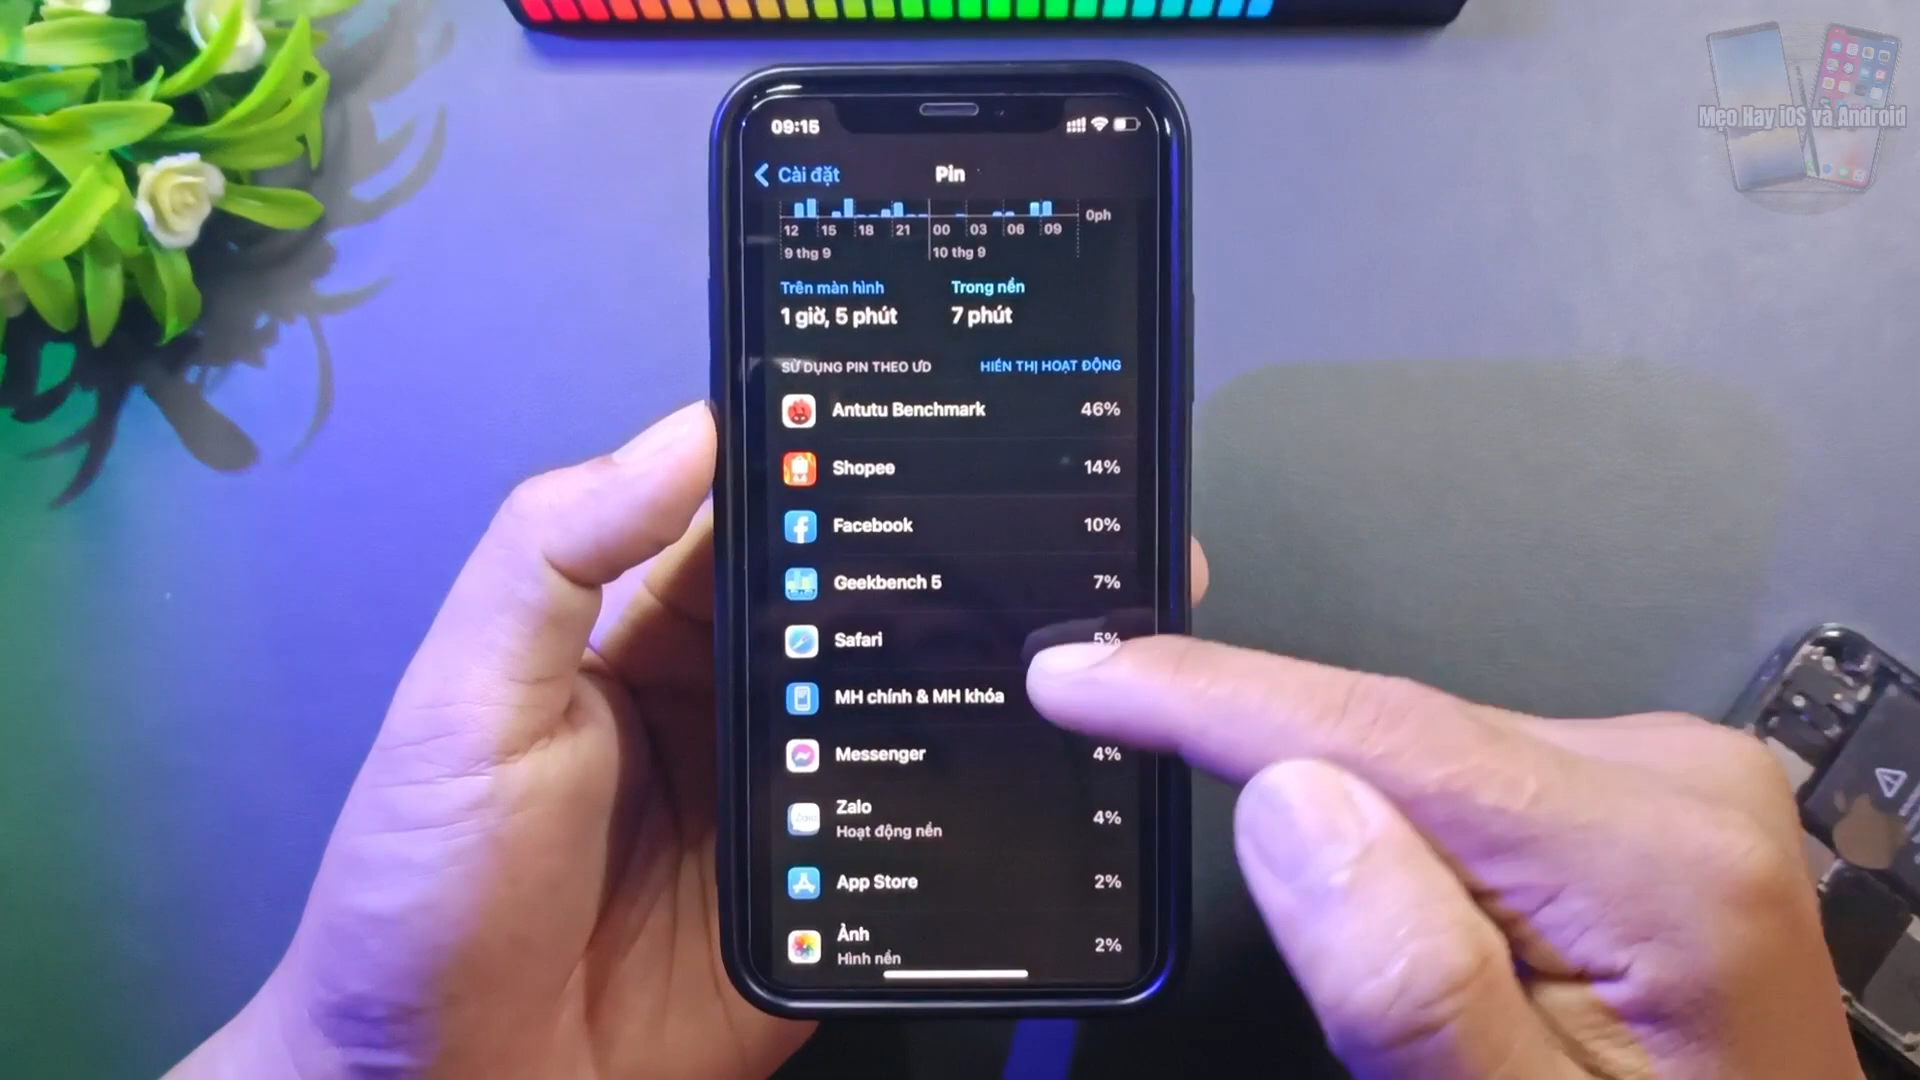 Mẹo Hay iOS và Android
09:15
Cài đặt
Pin
0ph
12 15 18 21 00 03 06 09
9 thg 9 10 thg 9
Trên màn hình Trong nền
1 giờ, 5 phút 7 phút
SỬ DỤNG PIN THEO ƯD HIỂN THỊ HOẠT ĐỘNG
Antutu Benchmark 46%
Shopee 14%
Facebook 10%
Geekbench 5 7%
Safari 5%
MH chính & MH khóa
Messenger 4%
Zalo
Hoạt động nền 4%
App Store 2%
Ảnh
Hình nền 2%